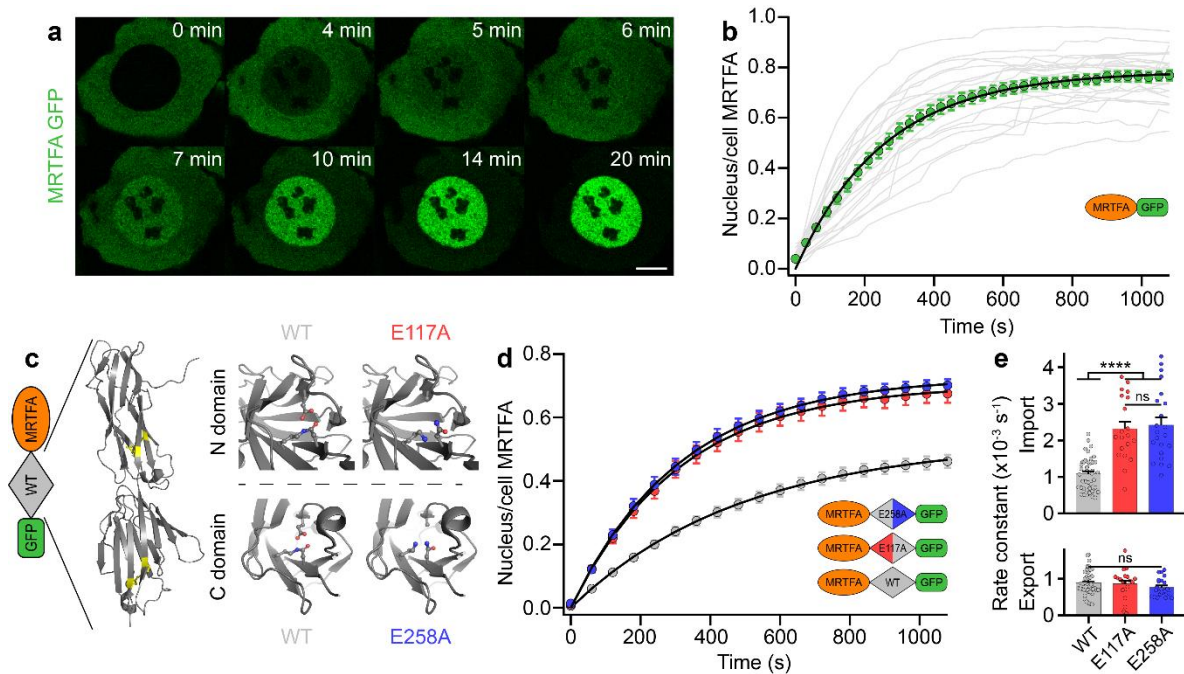 a
MRTFA GFP
0 min
4 min
5 min
6 min
7 min
10 min
14 min
20 min
b
Nucleus/cell MRTFA
1.0
0.8
0.6
0.4
0.2
0.0
0 200 400 600 800 1000
Time (s)
MRTFA GFP
c
MRTFA
WT
GFP
WT E117A
N domain
C domain
WT E258A
d
Nucleus/cell MRTFA
0.8
0.6
0.4
0.2
0.0
0 200 400 600 800 1000
Time (s)
MRTFA E258A GFP
MRTFA E117A GFP
MRTFA WT GFP
e
Rate constant (x10⁻³ s⁻¹)
Import
Export
4
3
2
1
0
****
ns
1
0
ns
WT
E117A
E258A